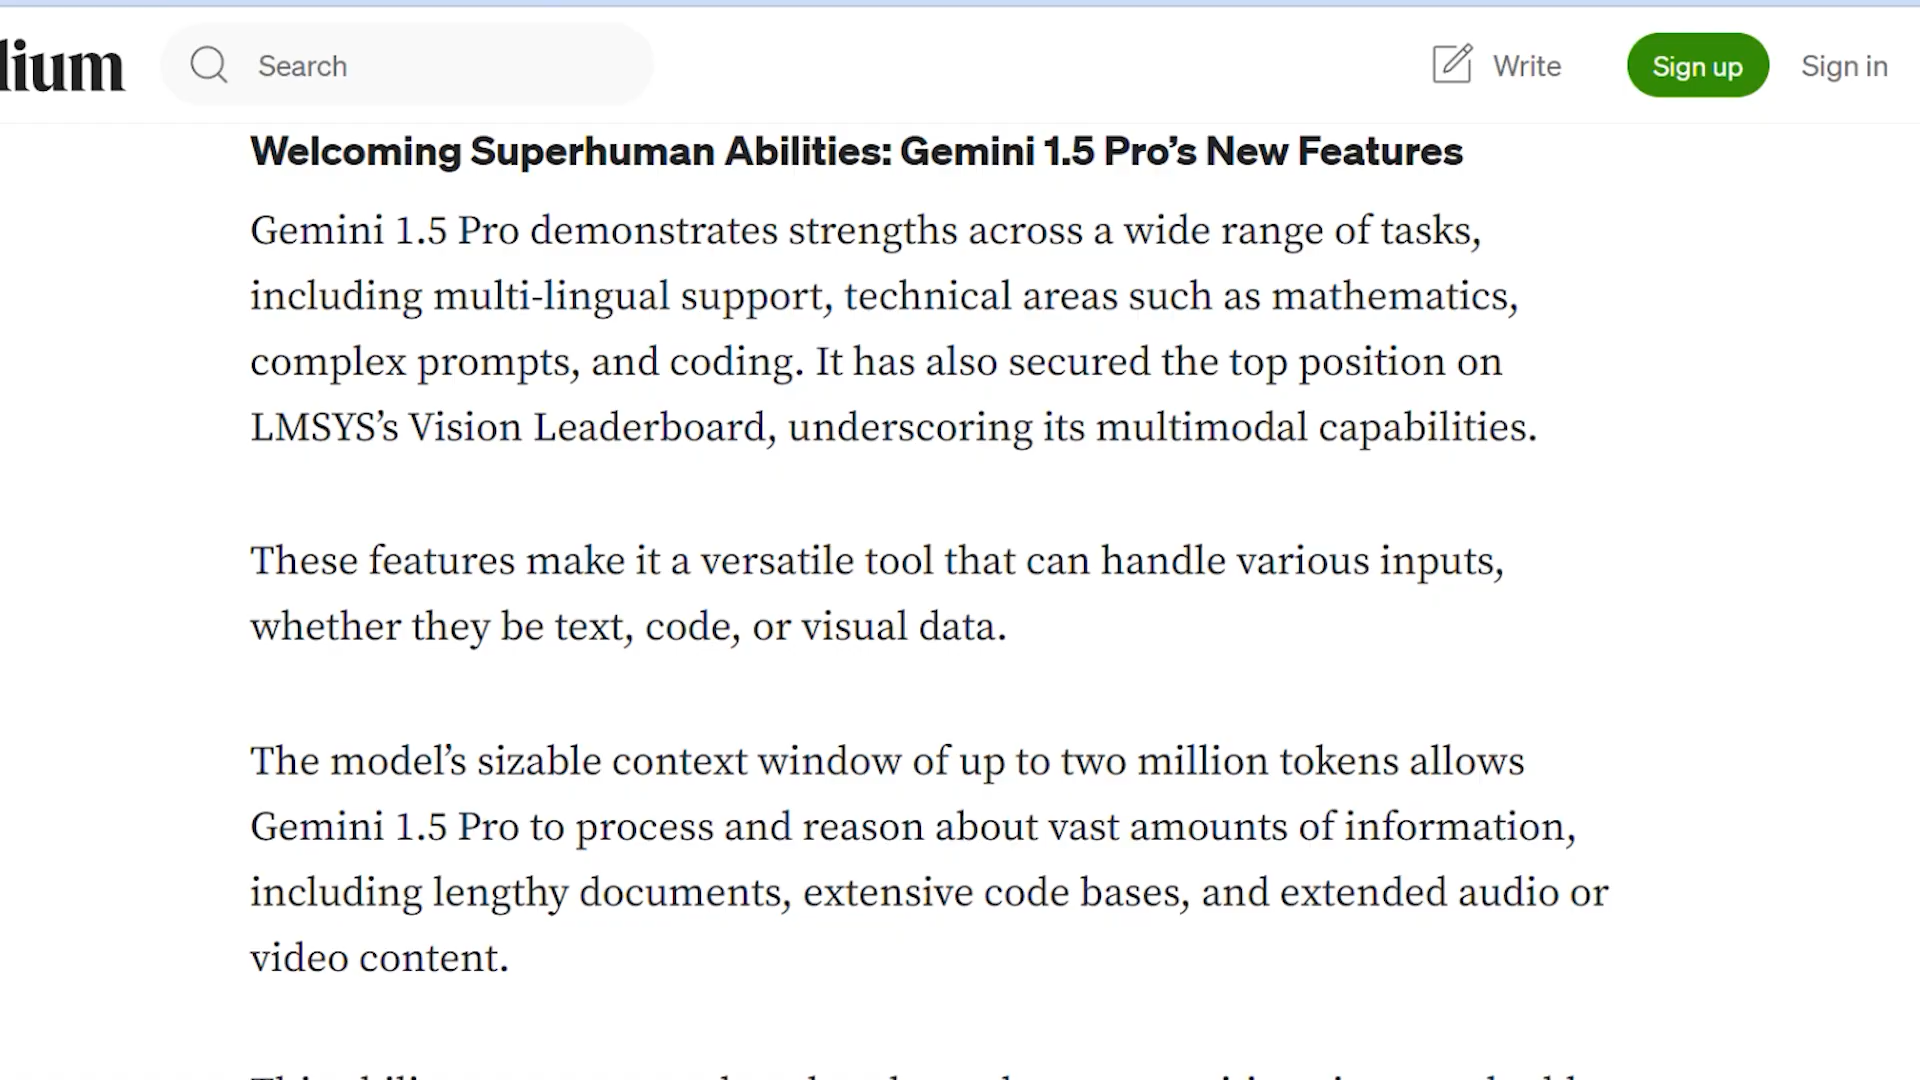 lium
Search
Write
Sign up
Sign in
Welcoming Superhuman Abilities: Gemini 1.5 Pro’s New Features
Gemini 1.5 Pro demonstrates strengths across a wide range of tasks,
including multi-lingual support, technical areas such as mathematics,
complex prompts, and coding. It has also secured the top position on
LMSYS’s Vision Leaderboard, underscoring its multimodal capabilities.
These features make it a versatile tool that can handle various inputs,
whether they be text, code, or visual data.
The model’s sizable context window of up to two million tokens allows
Gemini 1.5 Pro to process and reason about vast amounts of information,
including lengthy documents, extensive code bases, and extended audio or
video content.